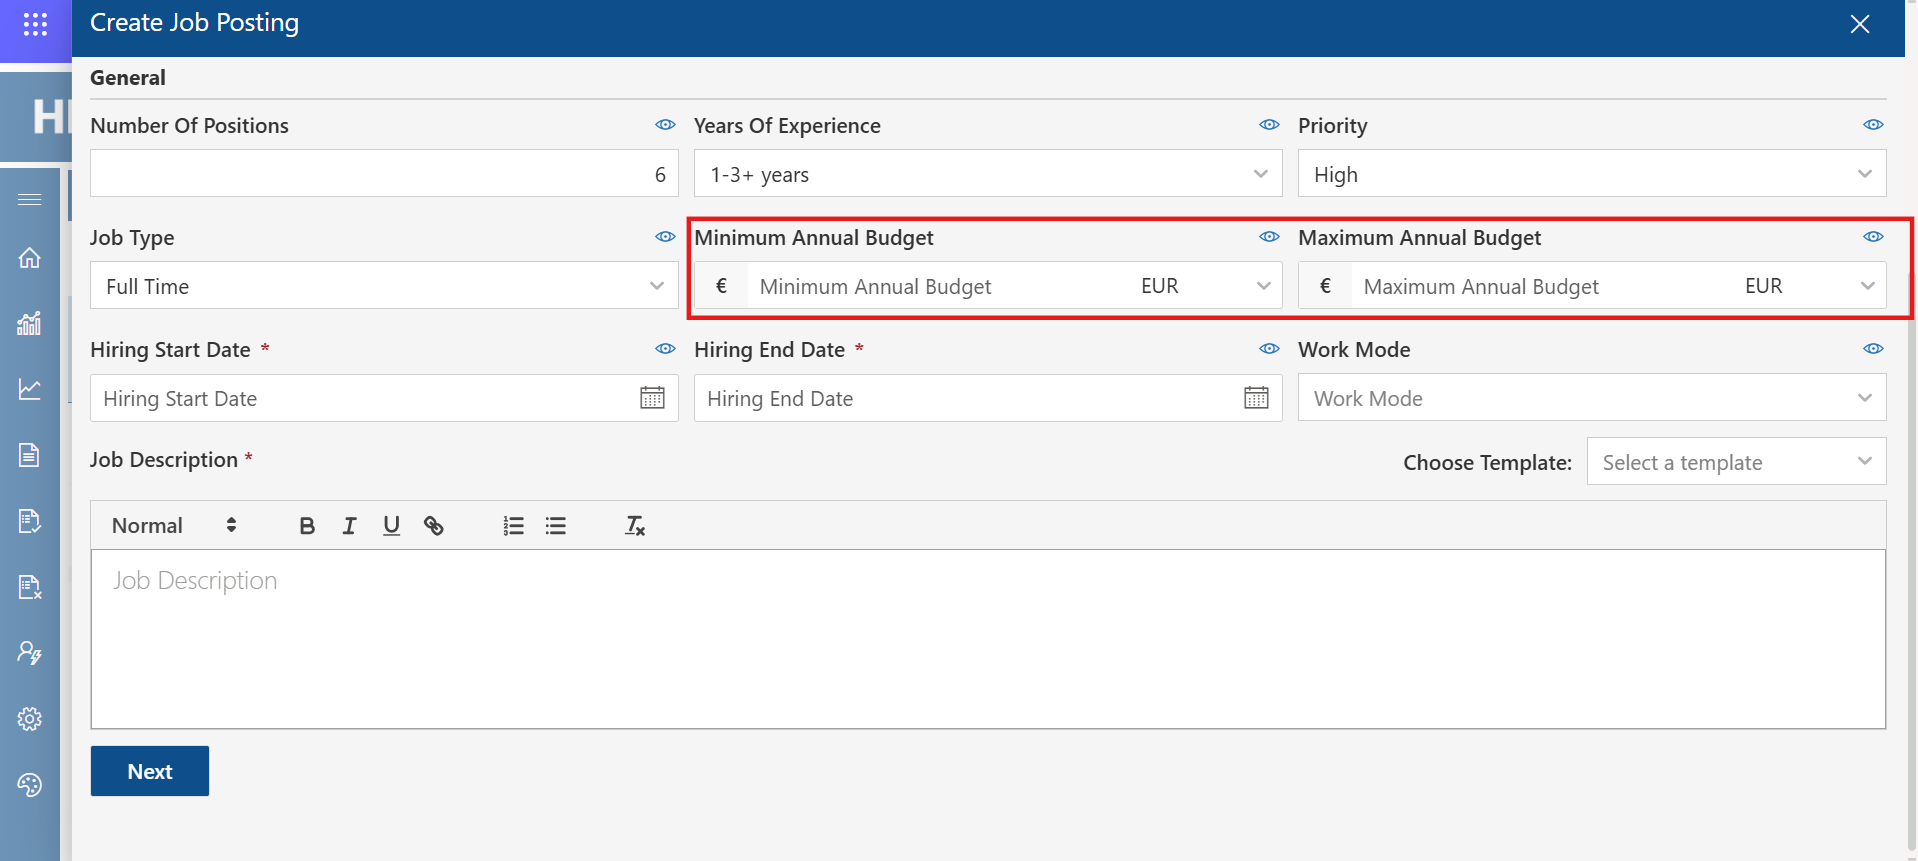 Create Job Posting
General
Number Of Positions Years Of Experience Priority
6 1-3+ years High
Job Type Minimum Annual Budget Maximum Annual Budget
Full Time € Minimum Annual Budget EUR € Maximum Annual Budget EUR
Hiring Start Date * Hiring End Date * Work Mode
Hiring Start Date Hiring End Date Work Mode
Job Description * Choose Template: Select a template
Normal B I U
Job Description
Next